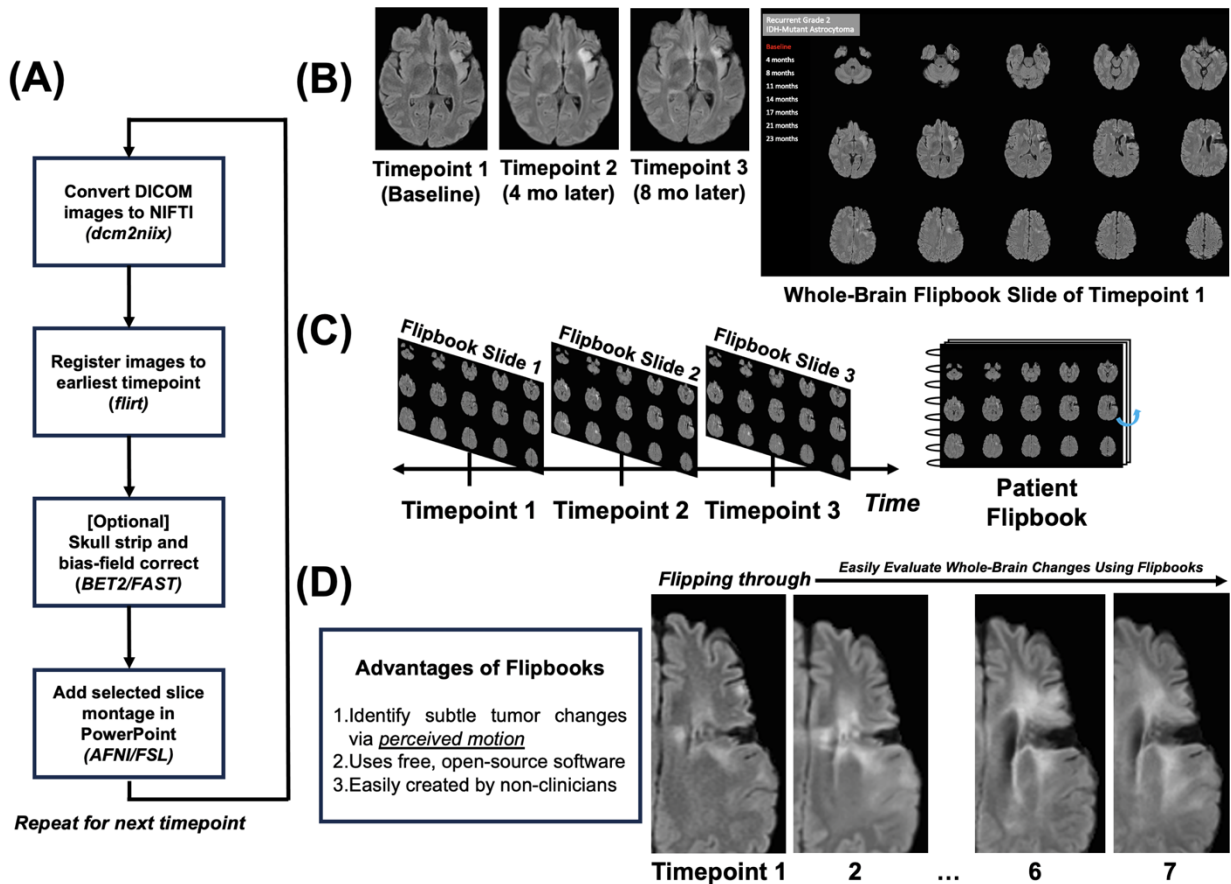 (A)
Convert DICOM
images to NIFTI
(dcm2niix)
Register images to
earliest timepoint
(flirt)
[Optional]
Skull strip and
bias-field correct
(BET2/FAST)
Add selected slice
montage in
PowerPoint
(AFNI/FSL)
Repeat for next timepoint
(B)
Timepoint 1
(Baseline)
Timepoint 2
(4 mo later)
Timepoint 3
(8 mo later)
Recurrent Grade 2
IDH-Mutant Astrocytoma
Baseline
4 months
8 months
11 months
14 months
17 months
21 months
23 months
Whole-Brain Flipbook Slide of Timepoint 1
(C)
Flipbook Slide 1
Flipbook Slide 2
Flipbook Slide 3
Timepoint 1
Timepoint 2
Timepoint 3
Time
Patient
Flipbook
(D)
Advantages of Flipbooks
1.Identify subtle tumor changes
via perceived motion
2.Uses free, open-source software
3.Easily created by non-clinicians
Flipping through
Easily Evaluate Whole-Brain Changes Using Flipbooks
Timepoint 1
2
...
6
7